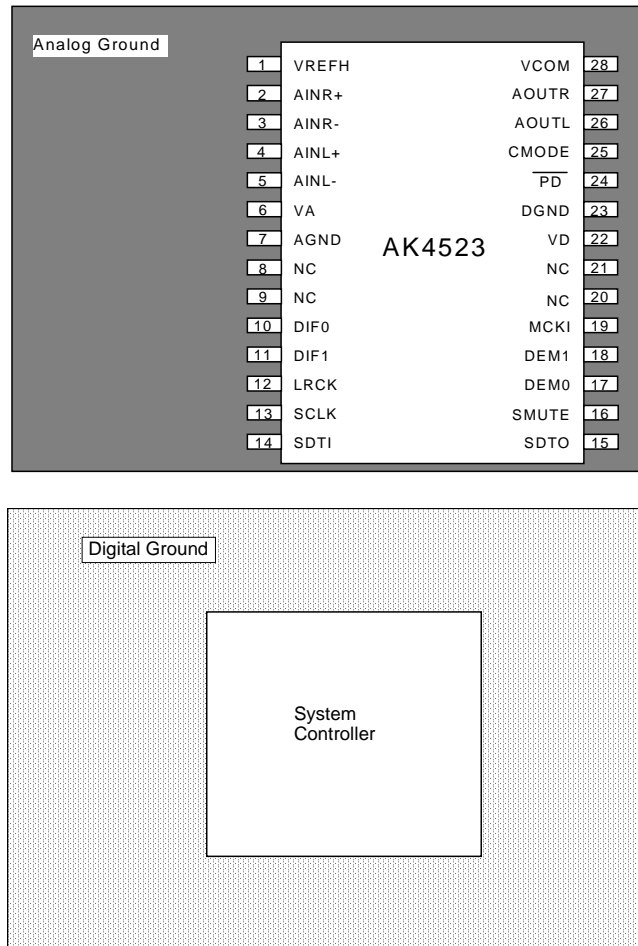 Analog Ground
1 VREFH VCOM 28
2 AINR+ AOUTR 27
3 AINR- AOUTL 26
4 AINL+ CMODE 25
5 AINL- PD 24
6 VA DGND 23
7 AGND VD 22
AK4523
8 NC NC 21
9 NC NC 20
10 DIF0 MCKI 19
11 DIF1 DEM1 18
12 LRCK DEM0 17
13 SCLK SMUTE 16
14 SDTI SDTO 15
Digital Ground
System
Controller